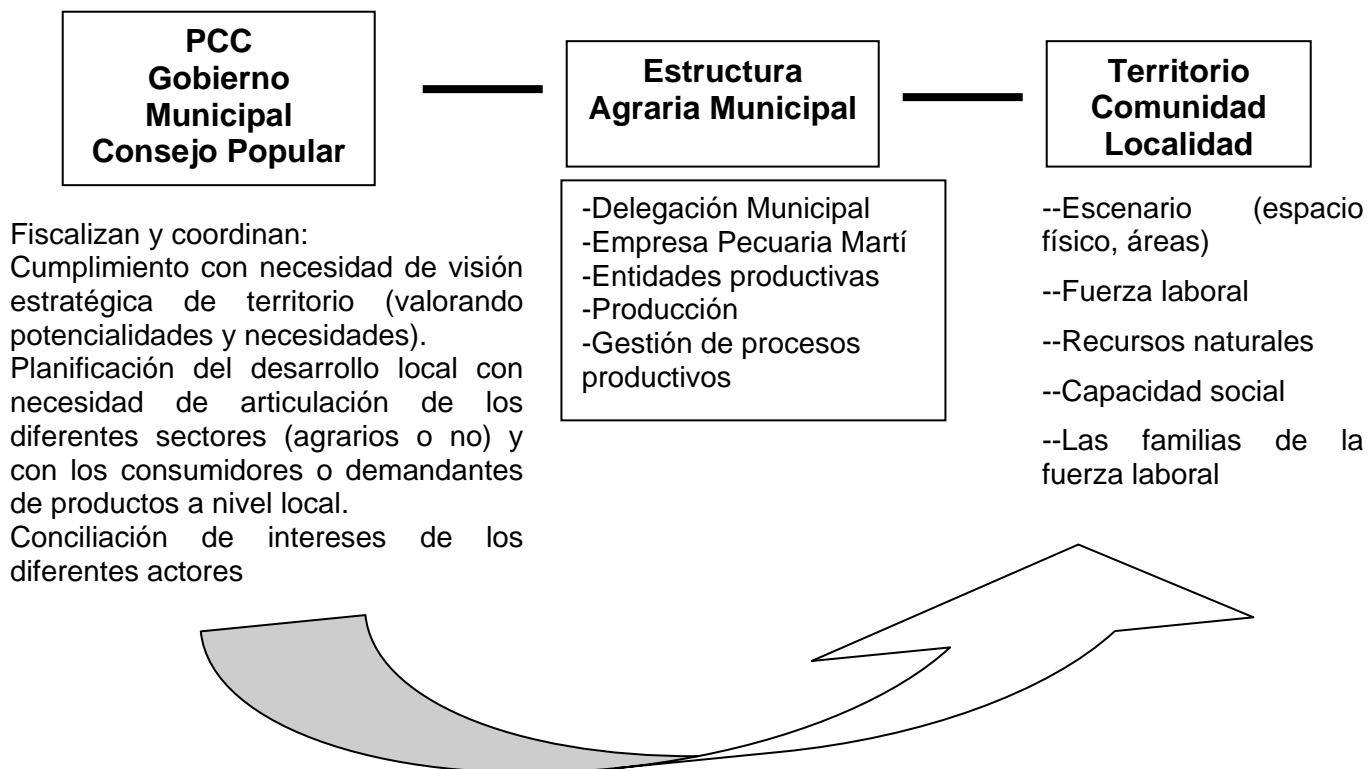 PCC
Gobierno
Municipal
Consejo Popular
Estructura
Agraria Municipal
Territorio
Comunidad
Localidad
Fiscalizan y coordinan:
Cumplimiento con necesidad de visión
estratégica de territorio (valorando
potencialidades y necesidades).
Planificación del desarrollo local con
necesidad de articulación de los
diferentes sectores (agrarios o no) y
con los consumidores o demandantes
de productos a nivel local.
Conciliación de intereses de los
diferentes actores
-Delegación Municipal
-Empresa Pecuaria Martí
-Entidades productivas
-Producción
-Gestión de procesos
productivos
--Escenario (espacio
físico, áreas)
--Fuerza laboral
--Recursos naturales
--Capacidad social
--Las familias de la
fuerza laboral